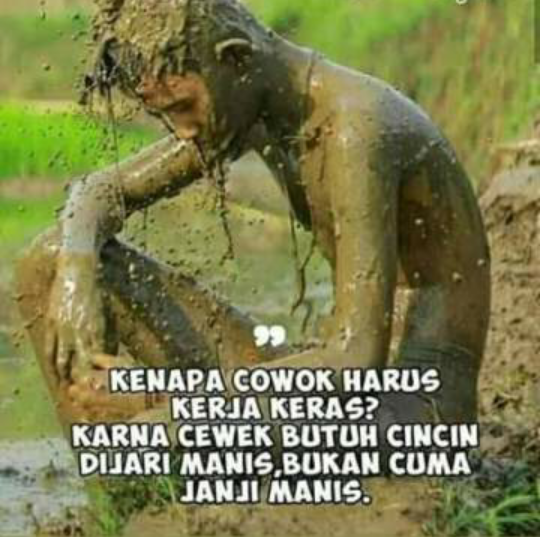 ”
KENAPA COWOK HARUS
KERJA KERAS?
KARNA CEWEK BUTUH CINCIN
DIJARI MANIS,BUKAN CUMA
JANJI MANIS.